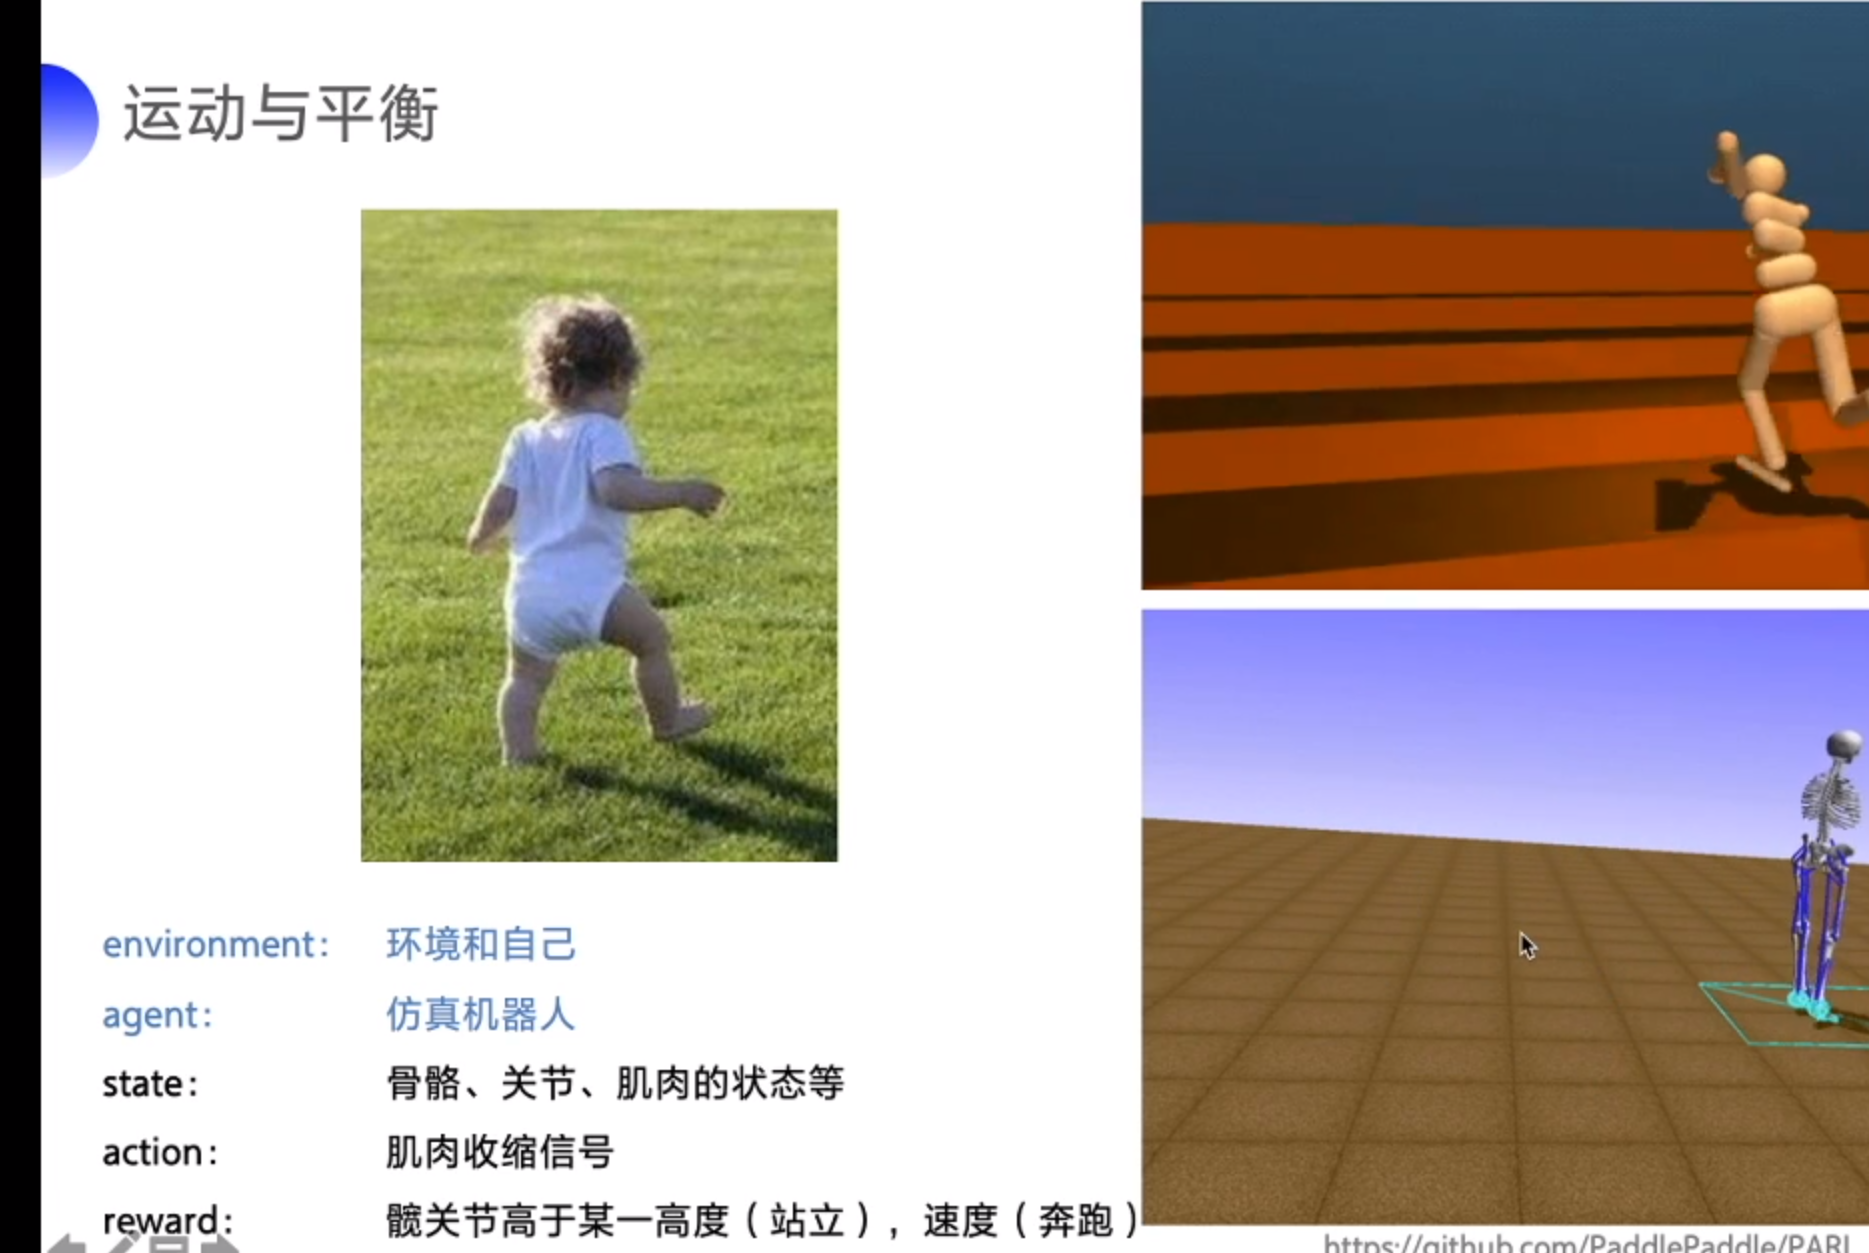 运动与平衡
environment: 环境和自己
agent: 仿真机器人
state: 骨骼、关节、肌肉的状态等
action: 肌肉收缩信号
reward: 髋关节高于某一高度（站立），速度（奔跑）
https://github.com/PaddlePaddle/PARL